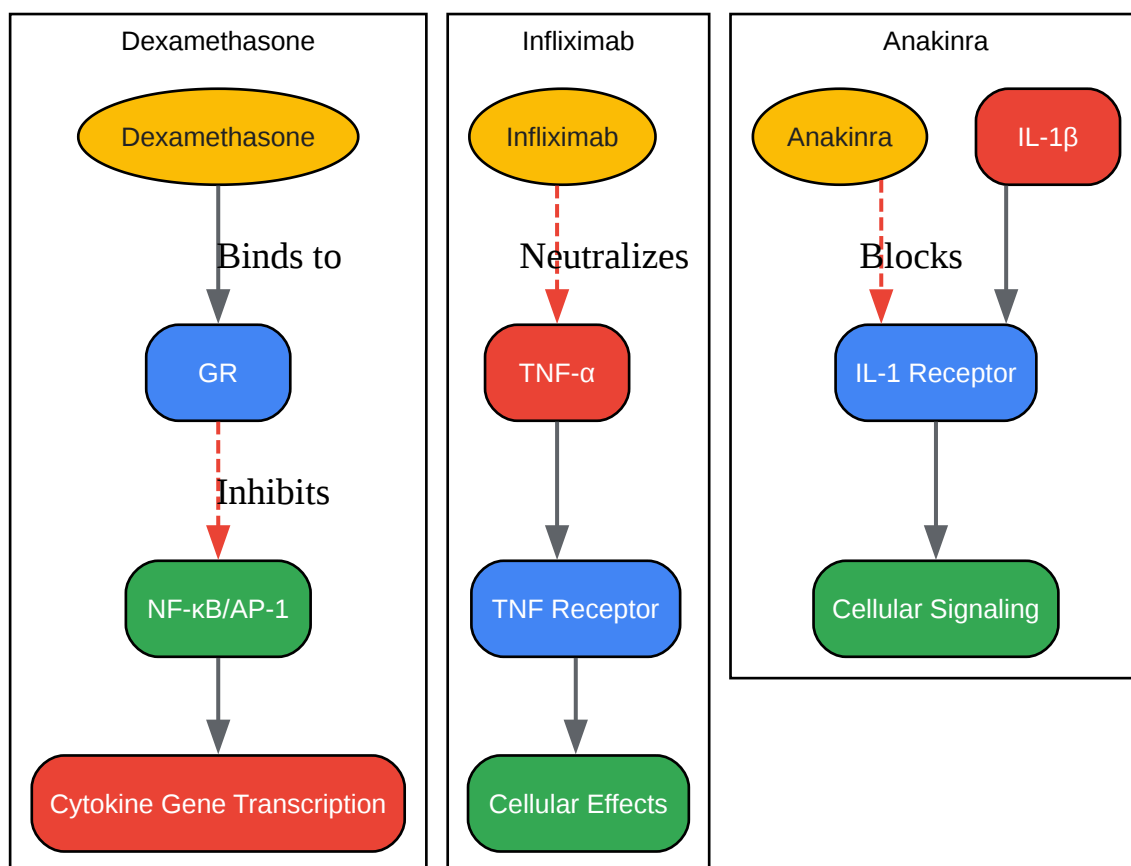 Dexamethasone
Dexamethasone
Binds to
GR
Inhibits
NF-κB/AP-1
Cytokine Gene Transcription
Infliximab
Infliximab
Neutralizes
TNF-α
TNF Receptor
Cellular Effects
Anakinra
Anakinra
IL-1β
Blocks
IL-1 Receptor
Cellular Signaling